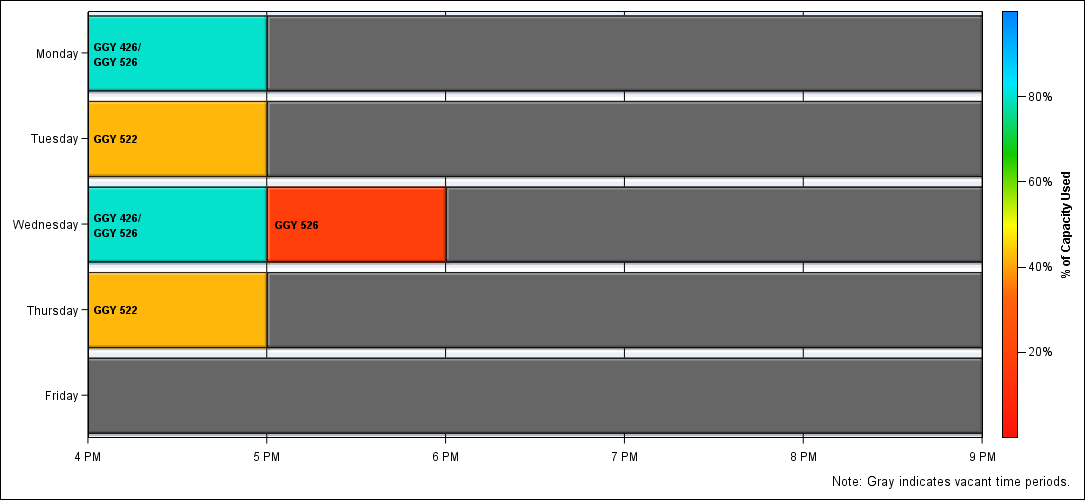 Monday
GGY 426/
GGY 526
Tuesday
GGY 522
Wednesday
GGY 426/
GGY 526
GGY 526
Thursday
GGY 522
Friday
4 PM
5 PM
6 PM
7 PM
8 PM
9 PM
80%
60%
40%
20%
% of Capacity Used
Note: Gray indicates vacant time periods.